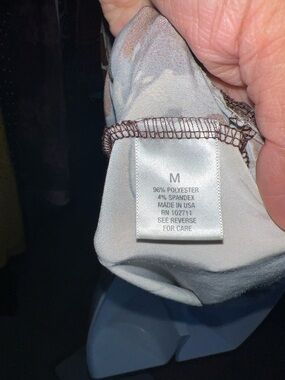 M
96% POLYESTER
4% SPANDEX
MADE IN USA
RN 102711
SEE REVERSE
FOR CARE